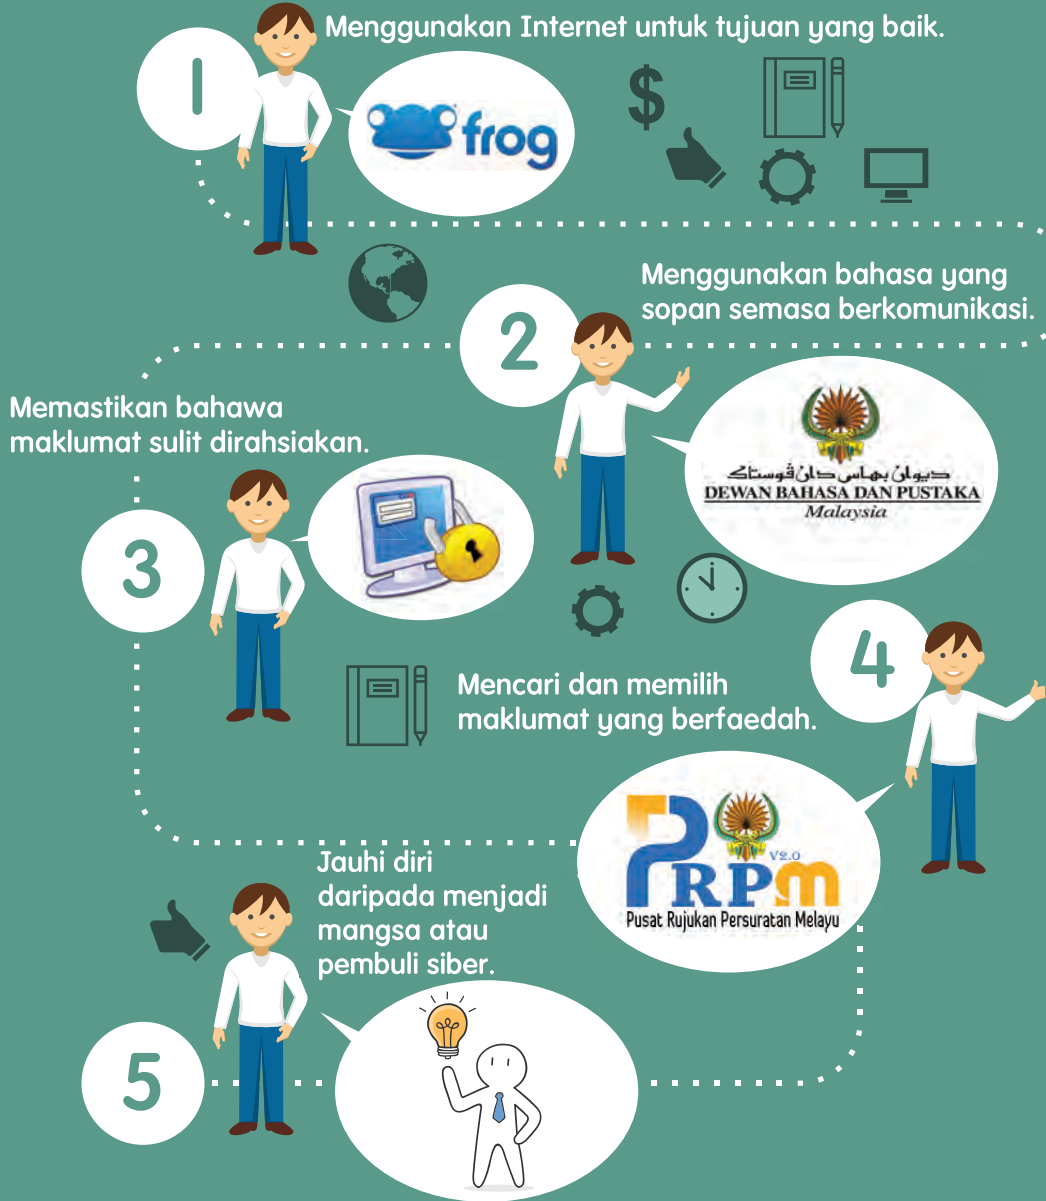 1
Menggunakan Internet untuk tujuan yang baik.
frog
$
2
Menggunakan bahasa yang
sopan semasa berkomunikasi.
ديوان بهاس دان ڤوستاک
DEWAN BAHASA DAN PUSTAKA
Malaysia
3
Memastikan bahawa
maklumat sulit dirahsiakan.
4
Mencari dan memilih
maklumat yang berfaedah.
V2.0
PRPM
Pusat Rujukan Persuratan Melayu
5
Jauhi diri
daripada menjadi
mangsa atau
pembuli siber.